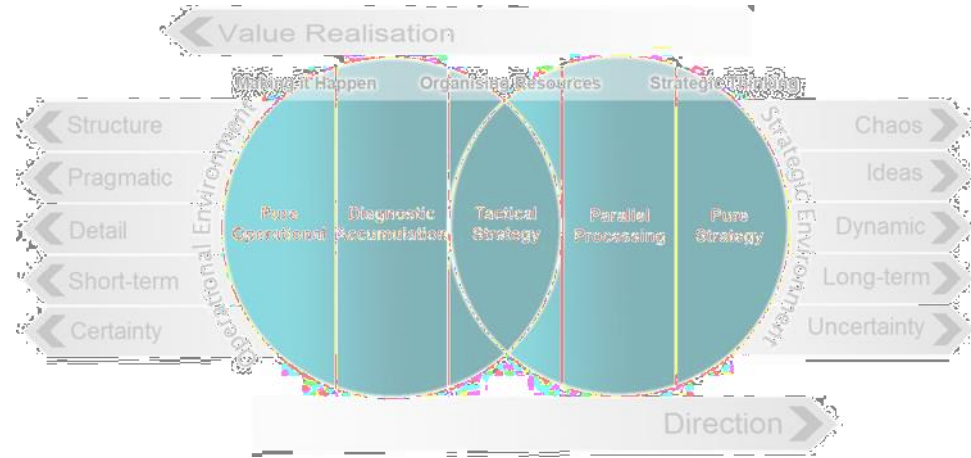 Value Realisation
Making it Happen
Organising Resources
Strategic Thinking
Structure
Pragmatic
Detail
Short-term
Certainty
Operational Environment
Pure
Operational
Diagnostic
Accumulation
Tactical
Strategy
Parallel
Processing
Pure
Strategy
Strategic Environment
Chaos
Ideas
Dynamic
Long-term
Uncertainty
Direction